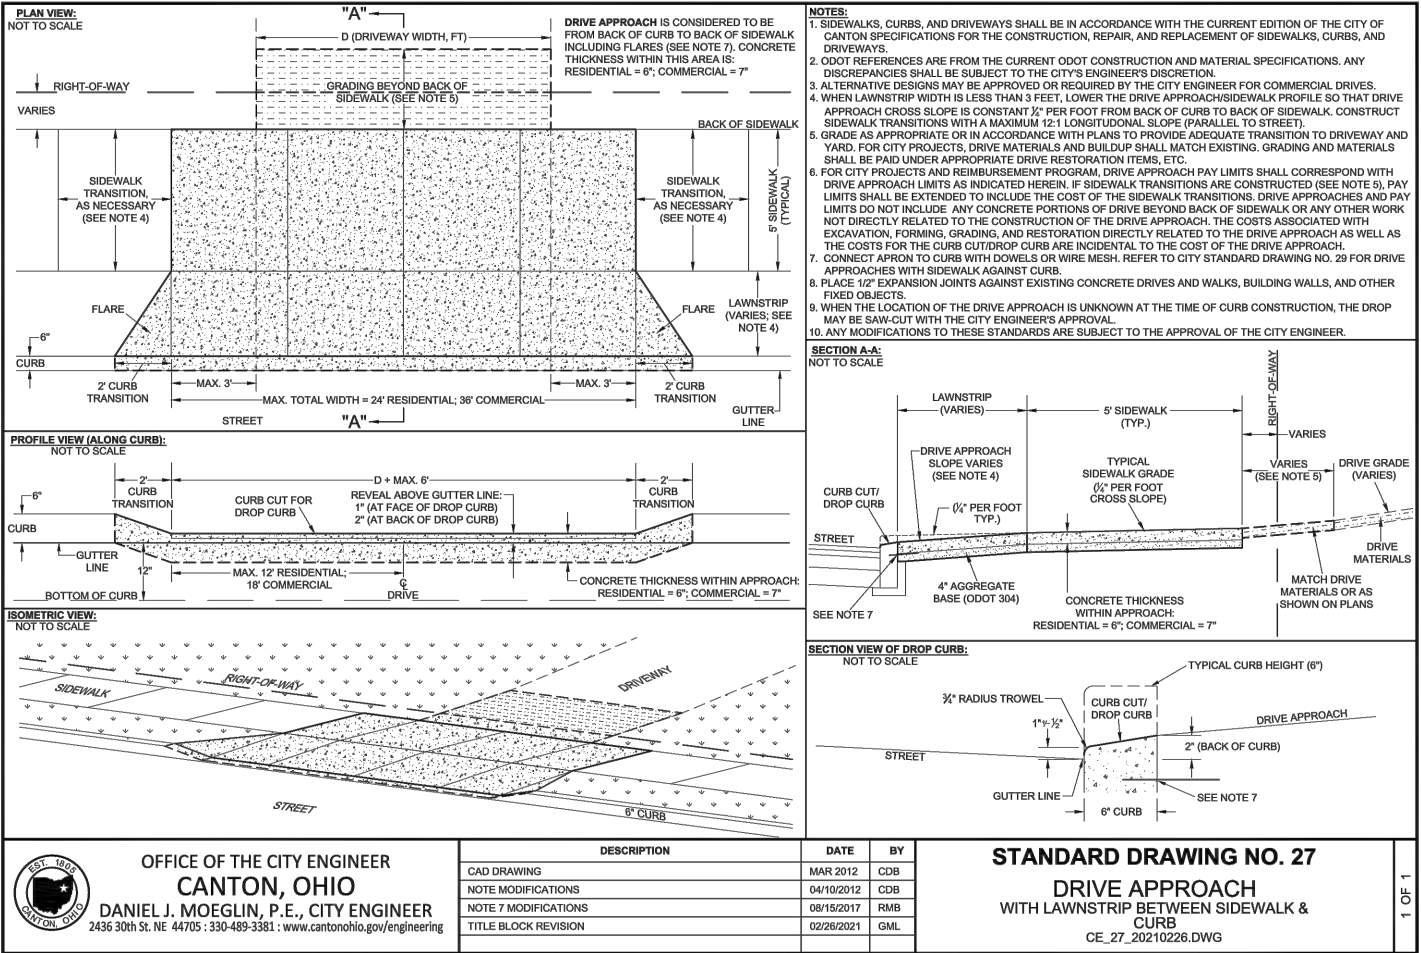 PLAN VIEW:
NOT TO SCALE
"A"
D (DRIVEWAY WIDTH, FT)
DRIVE APPROACH IS CONSIDERED TO BE
FROM BACK OF CURB TO BACK OF SIDEWALK
INCLUDING FLARES (SEE NOTE 7). CONCRETE
THICKNESS WITHIN THIS AREA IS:
RESIDENTIAL = 6"; COMMERCIAL = 7"
RIGHT-OF-WAY
GRADING BEYOND BACK OF
SIDEWALK (SEE NOTE 5)
VARIES
BACK OF SIDEWALK
SIDEWALK
TRANSITION,
AS NECESSARY
(SEE NOTE 4)
SIDEWALK
TRANSITION,
AS NECESSARY
(SEE NOTE 4)
5' SIDEWALK
(TYPICAL)
FLARE
FLARE
LAWNSTRIP
(VARIES; SEE
NOTE 4)
6"
CURB
2' CURB
TRANSITION
MAX. 3'
MAX. 3'
2' CURB
TRANSITION
MAX. TOTAL WIDTH = 24' RESIDENTIAL; 36' COMMERCIAL
STREET
"A"
GUTTER
LINE
PROFILE VIEW (ALONG CURB):
NOT TO SCALE
2'
CURB
TRANSITION
D + MAX. 6'
2'
CURB
TRANSITION
6"
CURB
CURB CUT FOR
DROP CURB
REVEAL ABOVE GUTTER LINE:
1" (AT FACE OF DROP CURB)
2" (AT BACK OF DROP CURB)
GUTTER
LINE
12"
MAX. 12' RESIDENTIAL;
18' COMMERCIAL
CL
DRIVE
CONCRETE THICKNESS WITHIN APPROACH:
RESIDENTIAL = 6"; COMMERCIAL = 7"
BOTTOM OF CURB
ISOMETRIC VIEW:
NOT TO SCALE
SIDEWALK
RIGHT-OF-WAY
DRIVEWAY
STREET
6" CURB
NOTES:
1. SIDEWALKS, CURBS, AND DRIVEWAYS SHALL BE IN ACCORDANCE WITH THE CURRENT EDITION OF THE CITY OF
CANTON SPECIFICATIONS FOR THE CONSTRUCTION, REPAIR, AND REPLACEMENT OF SIDEWALKS, CURBS, AND
DRIVEWAYS.
2. ODOT REFERENCES ARE FROM THE CURRENT ODOT CONSTRUCTION AND MATERIAL SPECIFICATIONS. ANY
DISCREPANCIES SHALL BE SUBJECT TO THE CITY'S ENGINEER'S DISCRETION.
3. ALTERNATIVE DESIGNS MAY BE APPROVED OR REQUIRED BY THE CITY ENGINEER FOR COMMERCIAL DRIVES.
4. WHEN LAWNSTRIP WIDTH IS LESS THAN 3 FEET, LOWER THE DRIVE APPROACH/SIDEWALK PROFILE SO THAT DRIVE
APPROACH CROSS SLOPE IS CONSTANT ¼" PER FOOT FROM BACK OF CURB TO BACK OF SIDEWALK. CONSTRUCT
SIDEWALK TRANSITIONS WITH A MAXIMUM 12:1 LONGITUDONAL SLOPE (PARALLEL TO STREET).
5. GRADE AS APPROPRIATE OR IN ACCORDANCE WITH PLANS TO PROVIDE ADEQUATE TRANSITION TO DRIVEWAY AND
YARD. FOR CITY PROJECTS, DRIVE MATERIALS AND BUILDUP SHALL MATCH EXISTING. GRADING AND MATERIALS
SHALL BE PAID UNDER APPROPRIATE DRIVE RESTORATION ITEMS, ETC.
6. FOR CITY PROJECTS AND REIMBURSEMENT PROGRAM, DRIVE APPROACH PAY LIMITS SHALL CORRESPOND WITH
DRIVE APPROACH LIMITS AS INDICATED HEREIN. IF SIDEWALK TRANSITIONS ARE CONSTRUCTED (SEE NOTE 5), PAY
LIMITS SHALL BE EXTENDED TO INCLUDE THE COST OF THE SIDEWALK TRANSITIONS. DRIVE APPROACHES AND PAY
LIMITS DO NOT INCLUDE ANY CONCRETE PORTIONS OF DRIVE BEYOND BACK OF SIDEWALK OR ANY OTHER WORK
NOT DIRECTLY RELATED TO THE CONSTRUCTION OF THE DRIVE APPROACH. THE COSTS ASSOCIATED WITH
EXCAVATION, FORMING, GRADING, AND RESTORATION DIRECTLY RELATED TO THE DRIVE APPROACH AS WELL AS
THE COSTS FOR THE CURB CUT/DROP CURB ARE INCIDENTAL TO THE COST OF THE DRIVE APPROACH.
7. CONNECT APRON TO CURB WITH DOWELS OR WIRE MESH. REFER TO CITY STANDARD DRAWING NO. 29 FOR DRIVE
APPROACHES WITH SIDEWALK AGAINST CURB.
8. PLACE 1/2" EXPANSION JOINTS AGAINST EXISTING CONCRETE DRIVES AND WALKS, BUILDING WALLS, AND OTHER
FIXED OBJECTS.
9. WHEN THE LOCATION OF THE DRIVE APPROACH IS UNKNOWN AT THE TIME OF CURB CONSTRUCTION, THE DROP
MAY BE SAW-CUT WITH THE CITY ENGINEER'S APPROVAL.
10. ANY MODIFICATIONS TO THESE STANDARDS ARE SUBJECT TO THE APPROVAL OF THE CITY ENGINEER.
SECTION A-A:
NOT TO SCALE
RIGHT-OF-WAY
LAWNSTRIP
(VARIES)
5' SIDEWALK
(TYP.)
VARIES
DRIVE APPROACH
SLOPE VARIES
(SEE NOTE 4)
TYPICAL
SIDEWALK GRADE
(¼" PER FOOT
CROSS SLOPE)
VARIES
(SEE NOTE 5)
DRIVE GRADE
(VARIES)
CURB CUT/
DROP CURB
(¼" PER FOOT
TYP.)
STREET
DRIVE
MATERIALS
4" AGGREGATE
BASE (ODOT 304)
MATCH DRIVE
MATERIALS OR AS
SHOWN ON PLANS
SEE NOTE 7
CONCRETE THICKNESS
WITHIN APPROACH:
RESIDENTIAL = 6"; COMMERCIAL = 7"
SECTION VIEW OF DROP CURB:
NOT TO SCALE
TYPICAL CURB HEIGHT (6")
¾" RADIUS TROWEL
CURB CUT/
DROP CURB
1"+/-½"
DRIVE APPROACH
2" (BACK OF CURB)
STREET
GUTTER LINE
SEE NOTE 7
6" CURB
EST. 1805
CANTON, OHIO
OFFICE OF THE CITY ENGINEER
CANTON, OHIO
DANIEL J. MOEGLIN, P.E., CITY ENGINEER
2436 30th St. NE 44705 : 330-489-3381 : www.cantonohio.gov/engineering
DESCRIPTION DATE BY
CAD DRAWING MAR 2012 CDB
NOTE MODIFICATIONS 04/10/2012 CDB
NOTE 7 MODIFICATIONS 08/15/2017 RMB
TITLE BLOCK REVISION 02/26/2021 GML
STANDARD DRAWING NO. 27
DRIVE APPROACH
WITH LAWNSTRIP BETWEEN SIDEWALK &
CURB
CE_27_20210226.DWG
1 OF 1